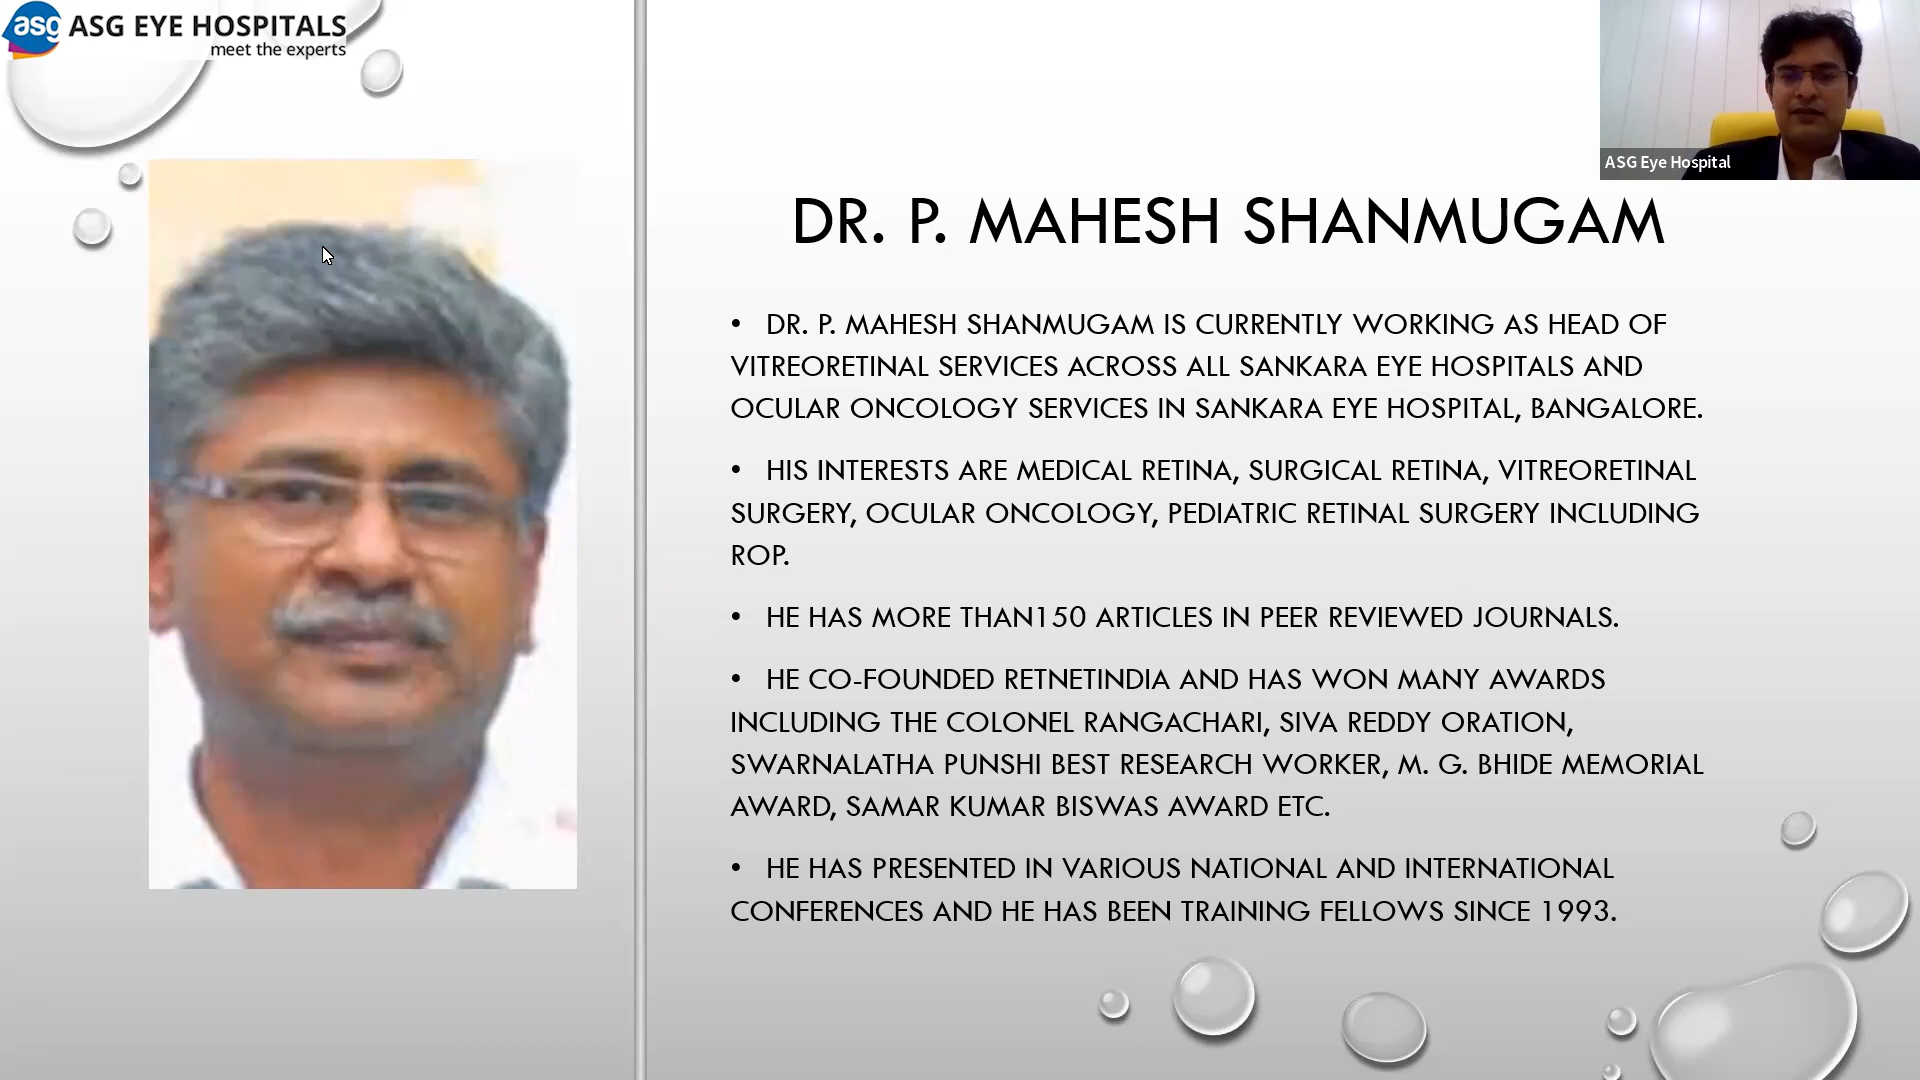 asg ASG EYE HOSPITALS
meet the experts
ASG Eye Hospital
DR. P. MAHESH SHANMUGAM
• DR. P. MAHESH SHANMUGAM IS CURRENTLY WORKING AS HEAD OF
VITREORETINAL SERVICES ACROSS ALL SANKARA EYE HOSPITALS AND
OCULAR ONCOLOGY SERVICES IN SANKARA EYE HOSPITAL, BANGALORE.
• HIS INTERESTS ARE MEDICAL RETINA, SURGICAL RETINA, VITREORETINAL
SURGERY, OCULAR ONCOLOGY, PEDIATRIC RETINAL SURGERY INCLUDING
ROP.
• HE HAS MORE THAN150 ARTICLES IN PEER REVIEWED JOURNALS.
• HE CO-FOUNDED RETNETINDIA AND HAS WON MANY AWARDS
INCLUDING THE COLONEL RANGACHARI, SIVA REDDY ORATION,
SWARNALATHA PUNSHI BEST RESEARCH WORKER, M. G. BHIDE MEMORIAL
AWARD, SAMAR KUMAR BISWAS AWARD ETC.
• HE HAS PRESENTED IN VARIOUS NATIONAL AND INTERNATIONAL
CONFERENCES AND HE HAS BEEN TRAINING FELLOWS SINCE 1993.